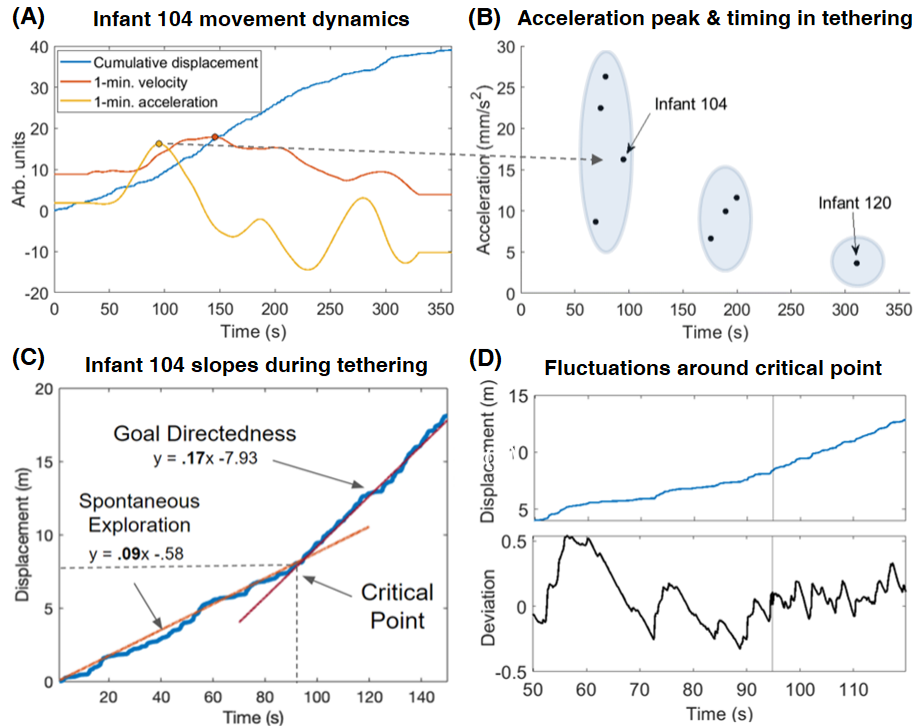 (A) Infant 104 movement dynamics
Cumulative displacement
1-min. velocity
1-min. acceleration
Arb. units
40
30
20
10
0
-10
-20
0 50 100 150 200 250 300 350
Time (s)
(B) Acceleration peak & timing in tethering
Acceleration (mm/s²)
30
25
20
15
10
5
0
Infant 104
Infant 120
0 50 100 150 200 250 300 350
Time (s)
(C) Infant 104 slopes during tethering
Displacement (m)
20
15
10
5
0
Goal Directedness
y = .17x -7.93
Spontaneous
Exploration
y = .09x -.58
Critical
Point
20 40 60 80 100 120 140
Time (s)
(D) Fluctuations around critical point
Displacement (m)
15
10
5
Deviation
0.5
0
-0.5
50 60 70 80 90 100 110
Time (s)